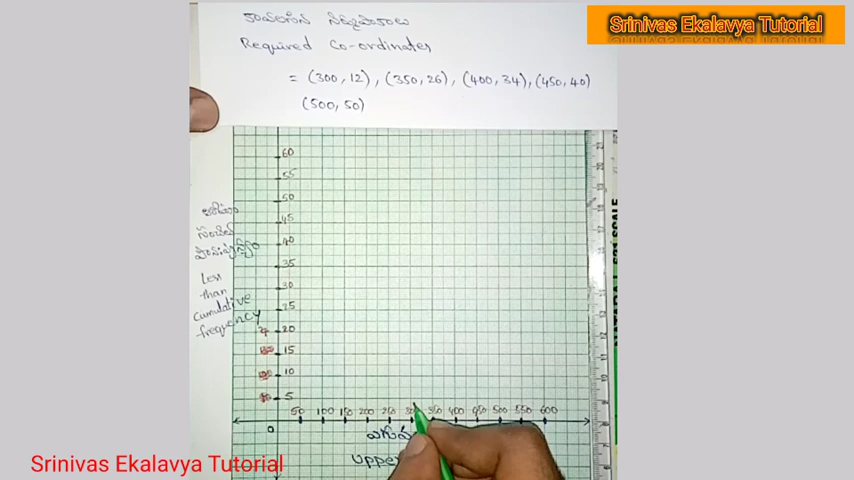 కావలసిన నిరూపకాలు
Required Co-ordinates
= (300, 12), (350, 26), (400, 34), (450, 40)
(500, 50)
Srinivas Ekalavya Tutorial
60
55
50
45
40
35
30
25
20
15
10
5
Less
than
cumulative
frequency
0
50 100 150 200 250 300 350 400 450 500 550 600
Upper
Srinivas Ekalavya Tutorial